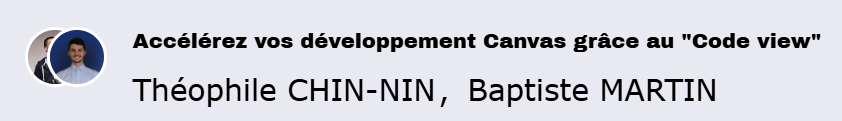 Accélérez vos développement Canvas grâce au "Code view"
Théophile CHIN-NIN, Baptiste MARTIN